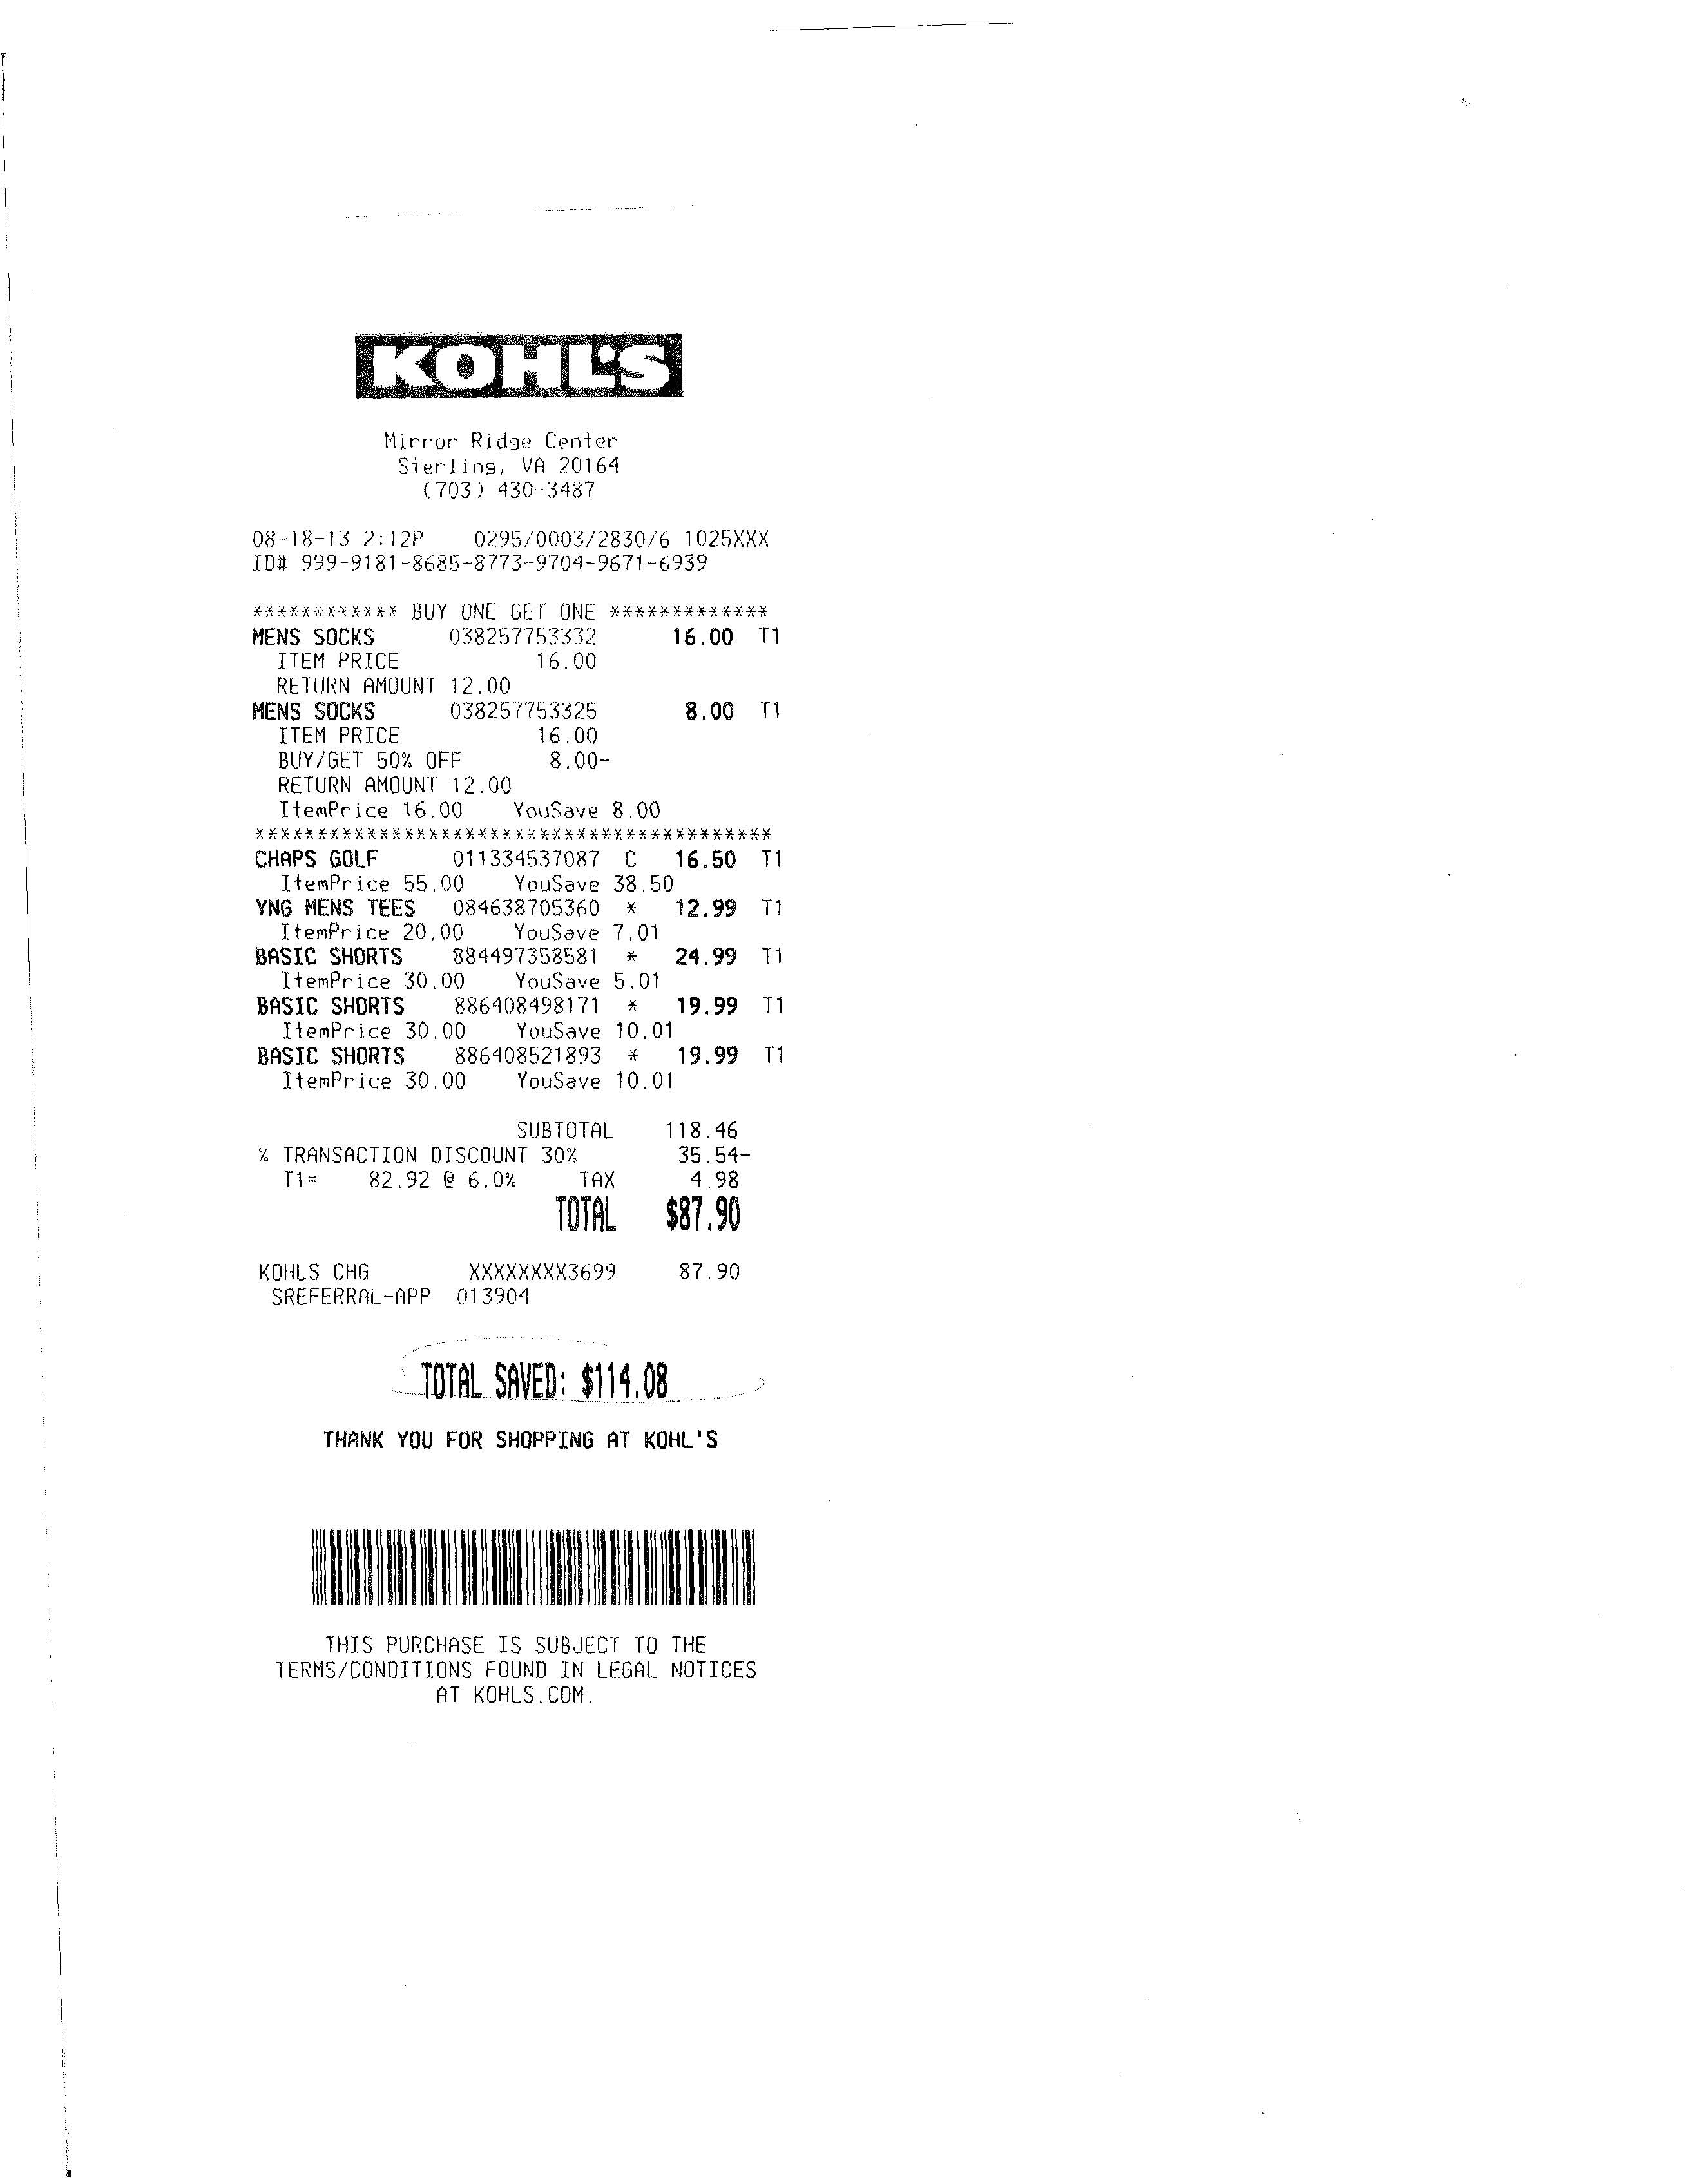 KOHL'S
Mirror Ridge Center
Sterling, VA 20164
(703) 430-3487
08-18-13 2:12P 0295/0003/2830/6 1025XXX
ID# 999-9181-8685-8773-9704-9671-6939
************ BUY ONE GET ONE *************
MENS SOCKS 038257753332 16.00 T1
ITEM PRICE 16.00
RETURN AMOUNT 12.00
MENS SOCKS 038257753325 8.00 T1
ITEM PRICE 16.00
BUY/GET 50% OFF 8.00-
RETURN AMOUNT 12.00
ItemPrice 16.00 YouSave 8.00
******************************************
CHAPS GOLF 011334537087 C 16.50 T1
ItemPrice 55.00 YouSave 38.50
YNG MENS TEES 084638705360 * 12.99 T1
ItemPrice 20.00 YouSave 7.01
BASIC SHORTS 884497358581 * 24.99 T1
ItemPrice 30.00 YouSave 5.01
BASIC SHORTS 886408498171 * 19.99 T1
ItemPrice 30.00 YouSave 10.01
BASIC SHORTS 886408521893 * 19.99 T1
ItemPrice 30.00 YouSave 10.01
SUBTOTAL 118.46
% TRANSACTION DISCOUNT 30% 35.54-
T1= 82.92 @ 6.0% TAX 4.98
TOTAL $87.90
KOHLS CHG XXXXXXXX3699 87.90
SREFERRAL-APP 013904
TOTAL SAVED: $114.08
THANK YOU FOR SHOPPING AT KOHL'S
THIS PURCHASE IS SUBJECT TO THE
TERMS/CONDITIONS FOUND IN LEGAL NOTICES
AT KOHLS.COM.